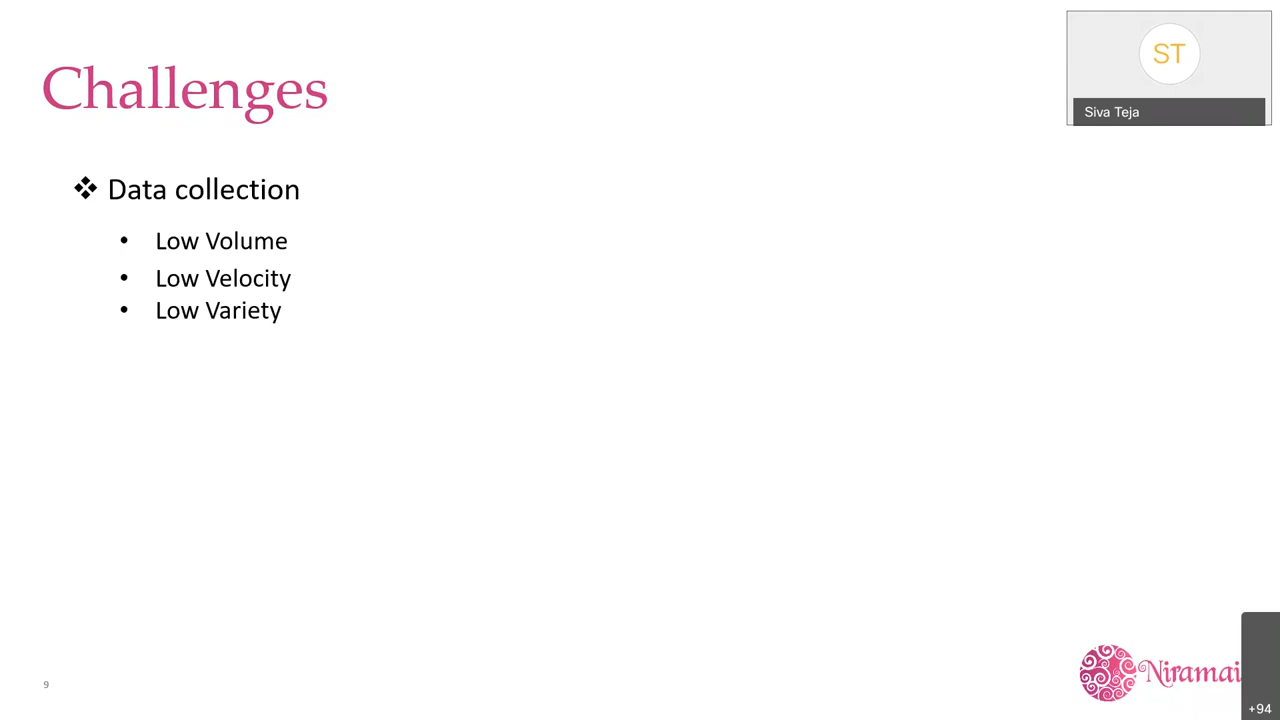 Challenges
ST
Siva Teja
❖ Data collection
• Low Volume
• Low Velocity
• Low Variety
9
Niramai
+94